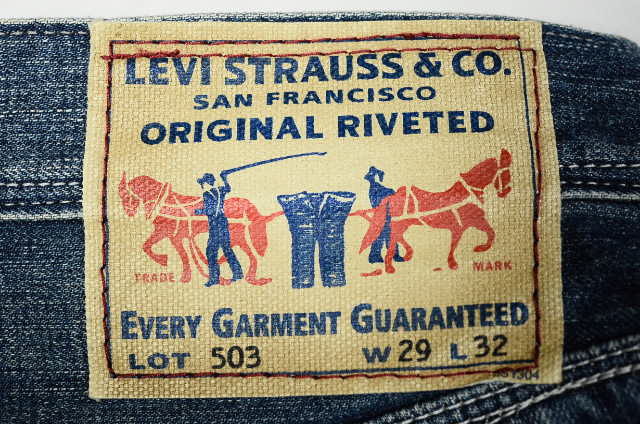 LEVI STRAUSS & CO.
SAN FRANCISCO
ORIGINAL RIVETED
TRADE MARK
EVERY GARMENT GUARANTEED
LOT 503 W 29 L 32